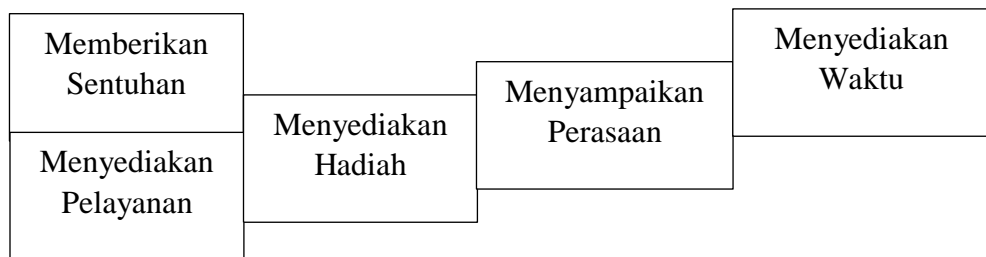 Memberikan
Sentuhan
Menyediakan
Pelayanan
Menyediakan
Hadiah
Menyampaikan
Perasaan
Menyediakan
Waktu